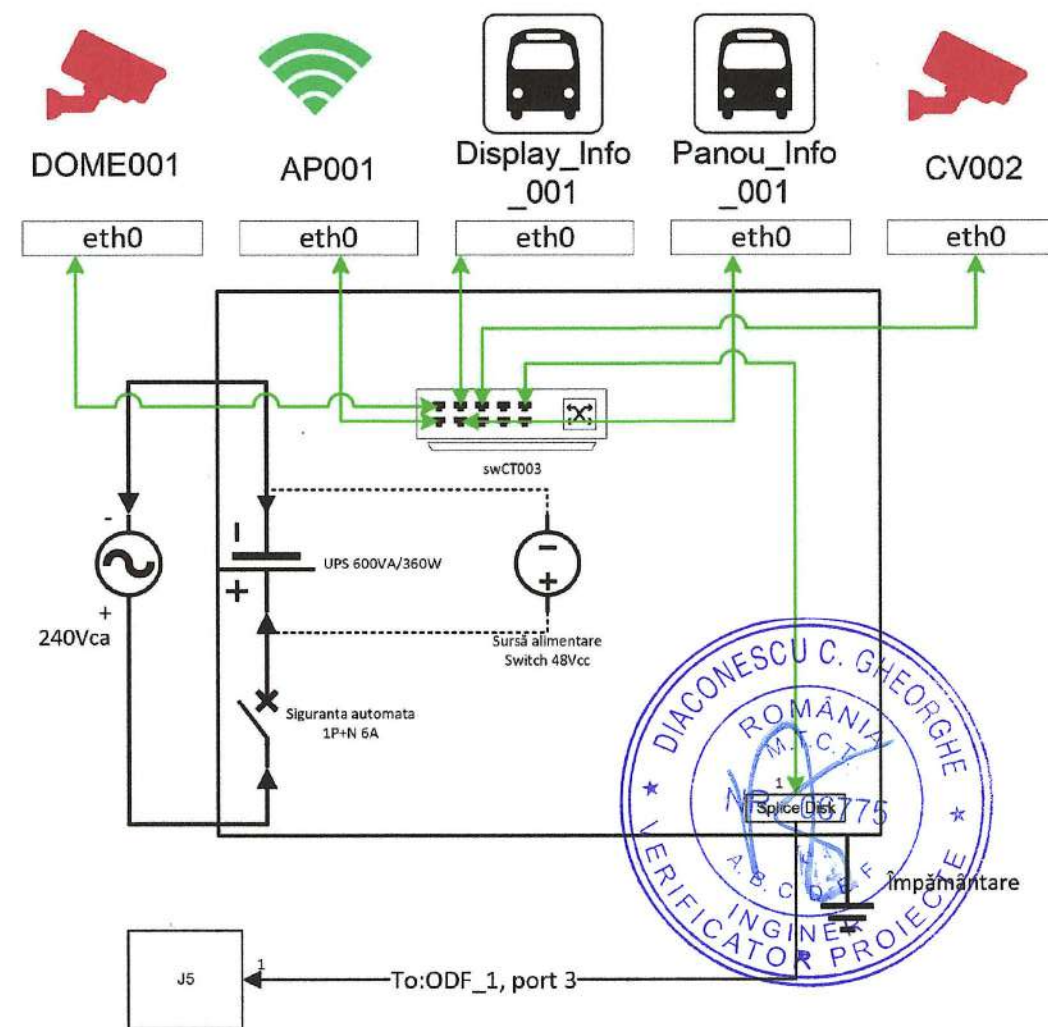 DOME001
AP001
Display_Info
_001
Panou_Info
_001
CV002
eth0
eth0
eth0
eth0
eth0
swCT003
-
+
240Vca
UPS 600VA/360W
Sursă alimentare
Switch 48Vcc
Siguranta automata
1P+N 6A
1
Splice Disk
Împământare
J5
1
To:ODF_1, port 3
DIACONESCU C. GHEORGHE
ROMÂNIA
M.T.C.T.
NR. 06775
A. B. C. D. E. F
INGINER
VERIFICATOR PROIECTE